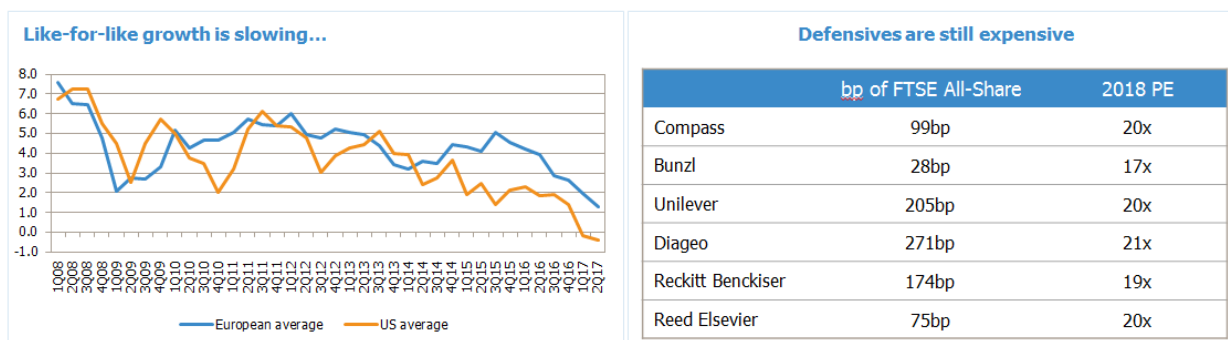 Like-for-like growth is slowing...
8.0
7.0
6.0
5.0
4.0
3.0
2.0
1.0
0.0
-1.0
1Q08
2Q08
3Q08
4Q08
1Q09
2Q09
3Q09
4Q09
1Q10
2Q10
3Q10
4Q10
1Q11
2Q11
3Q11
4Q11
1Q12
2Q12
3Q12
4Q12
1Q13
2Q13
3Q13
4Q13
1Q14
2Q14
3Q14
4Q14
1Q15
2Q15
3Q15
4Q15
1Q16
2Q16
3Q16
4Q16
1Q17
2Q17
European average US average
Defensives are still expensive
bp of FTSE All-Share 2018 PE
Compass 99bp 20x
Bunzl 28bp 17x
Unilever 205bp 20x
Diageo 271bp 21x
Reckitt Benckiser 174bp 19x
Reed Elsevier 75bp 20x